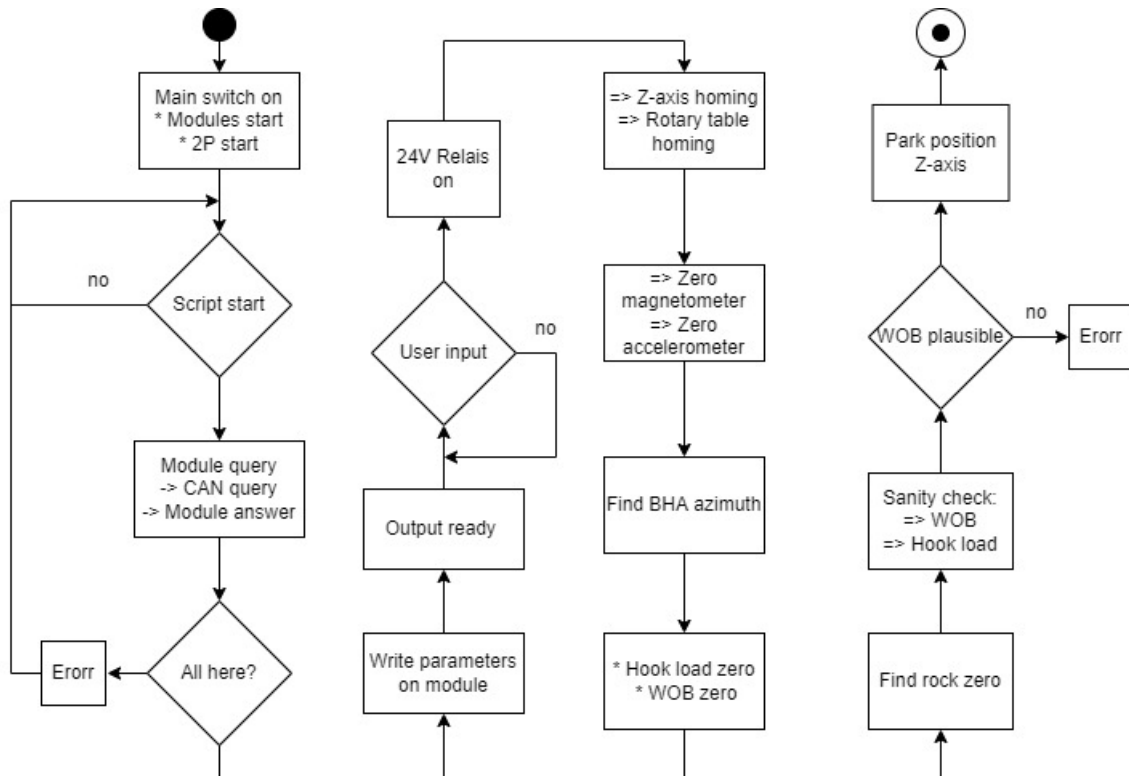 Main switch on
* Modules start
* 2P start
no
Script start
Module query
-> CAN query
-> Module answer
Erorr
All here?
24V Relais
on
User input
no
Output ready
Write parameters
on module
=> Z-axis homing
=> Rotary table
homing
=> Zero
magnetometer
=> Zero
accelerometer
Find BHA azimuth
* Hook load zero
* WOB zero
Park position
Z-axis
WOB plausible
no
Erorr
Sanity check:
=> WOB
=> Hook load
Find rock zero